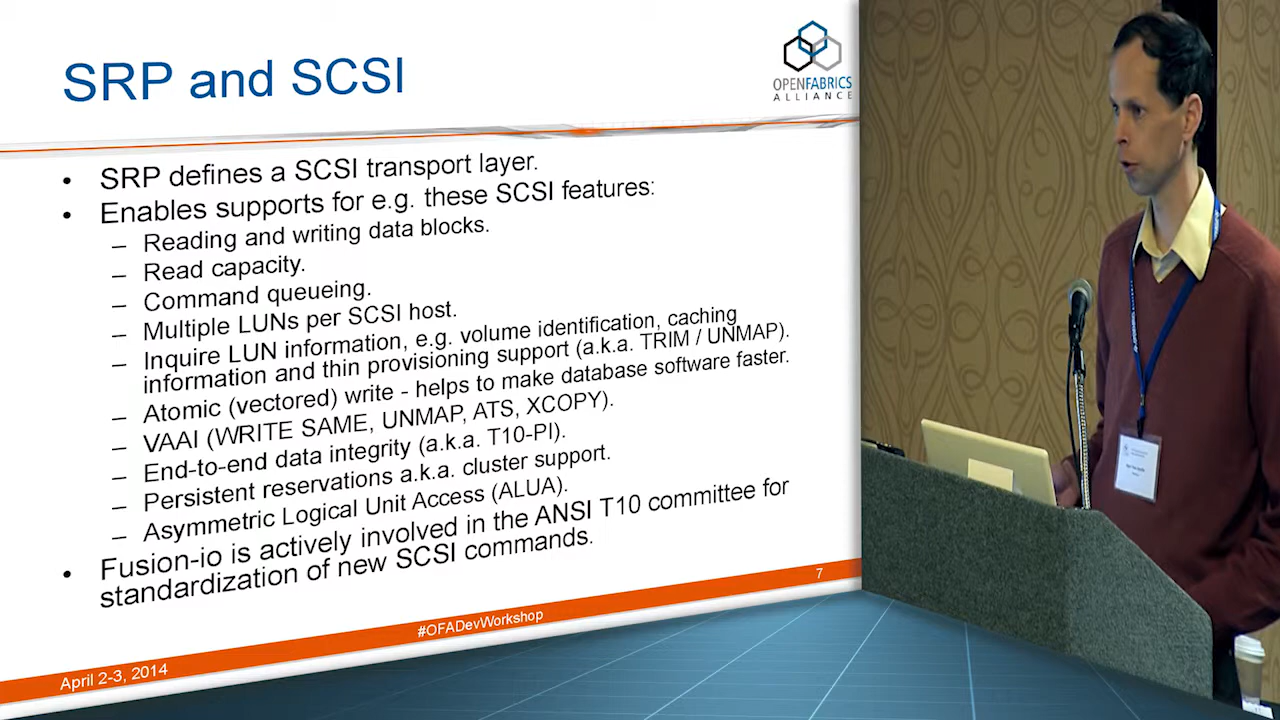 SRP and SCSI
OPENFABRICS
ALLIANCE
• SRP defines a SCSI transport layer.
• Enables supports for e.g. these SCSI features:
– Reading and writing data blocks.
– Read capacity.
– Command queueing.
– Multiple LUNs per SCSI host.
– Inquire LUN information, e.g. volume identification, caching
information and thin provisioning support (a.k.a. TRIM / UNMAP).
– Atomic (vectored) write - helps to make database software faster.
– VAAI (WRITE SAME, UNMAP, ATS, XCOPY).
– End-to-end data integrity (a.k.a. T10-PI).
– Persistent reservations a.k.a. cluster support.
– Asymmetric Logical Unit Access (ALUA).
• Fusion-io is actively involved in the ANSI T10 committee for
standardization of new SCSI commands.
April 2-3, 2014
#OFADevWorkshop
7